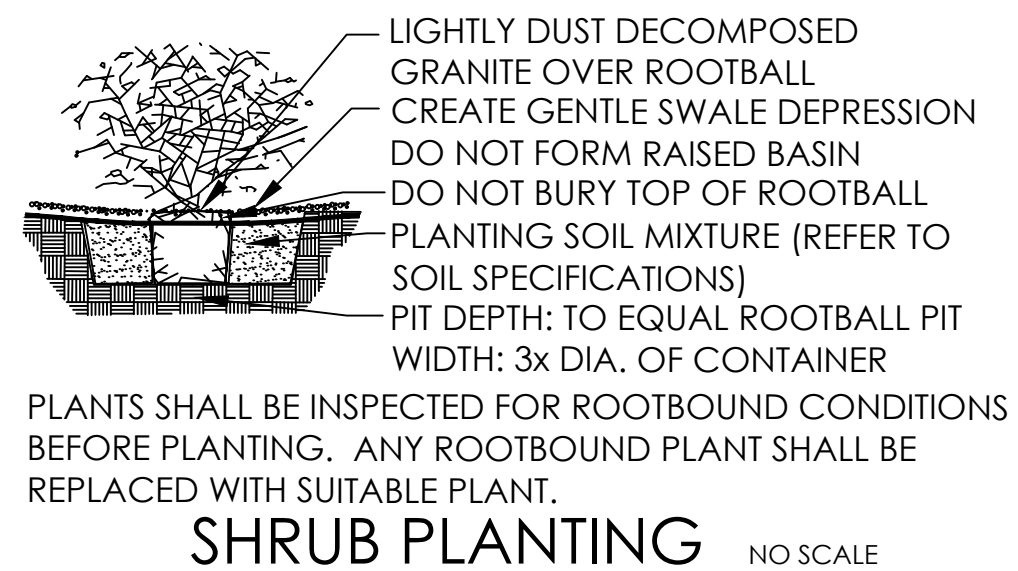 LIGHTLY DUST DECOMPOSED
GRANITE OVER ROOTBALL
CREATE GENTLE SWALE DEPRESSION
DO NOT FORM RAISED BASIN
DO NOT BURY TOP OF ROOTBALL
PLANTING SOIL MIXTURE (REFER TO
SOIL SPECIFICATIONS)
PIT DEPTH: TO EQUAL ROOTBALL PIT
WIDTH: 3x DIA. OF CONTAINER
PLANTS SHALL BE INSPECTED FOR ROOTBOUND CONDITIONS
BEFORE PLANTING. ANY ROOTBOUND PLANT SHALL BE
REPLACED WITH SUITABLE PLANT.
SHRUB PLANTING NO SCALE